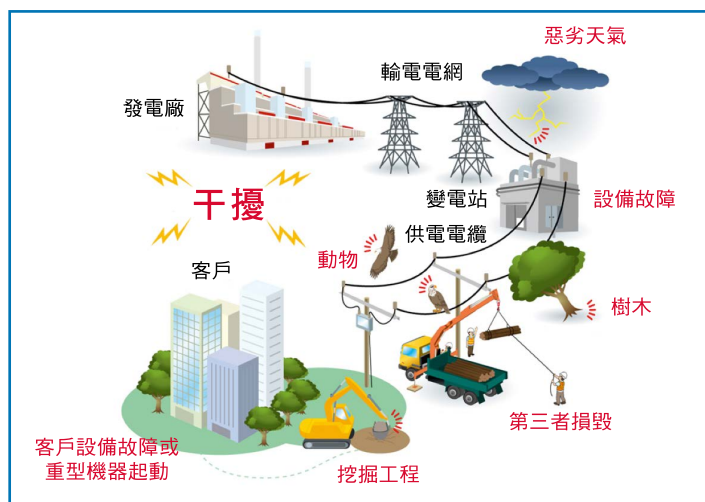 惡劣天氣
輸電電網
發電廠
干擾
變電站
設備故障
供電電纜
動物
客戶
樹木
第三者損毀
客戶設備故障或
重型機器起動
挖掘工程